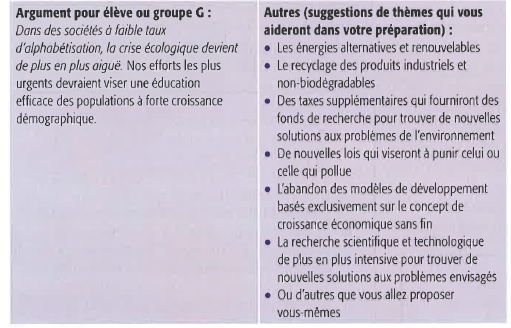 Argument pour élève ou groupe G :
Dans des sociétés à faible taux
d'alphabétisation, la crise écologique devient
de plus en plus aiguë. Nos efforts les plus
urgents devraient viser une éducation
efficace des populations à forte croissance
démographique.
Autres (suggestions de thèmes qui vous
aideront dans votre préparation) :
• Les énergies alternatives et renouvelables
• Le recyclage des produits industriels et
non-biodégradables
• Des taxes supplémentaires qui fourniront des
fonds de recherche pour trouver de nouvelles
solutions aux problèmes de l'environnement
• De nouvelles lois qui viseront à punir celui ou
celle qui pollue
• L'abandon des modèles de développement
basés exclusivement sur le concept de
croissance économique sans fin
• La recherche scientifique et technologique
de plus en plus intensive pour trouver de
nouvelles solutions aux problèmes envisagés
• Ou d'autres que vous allez proposer
vous-mêmes